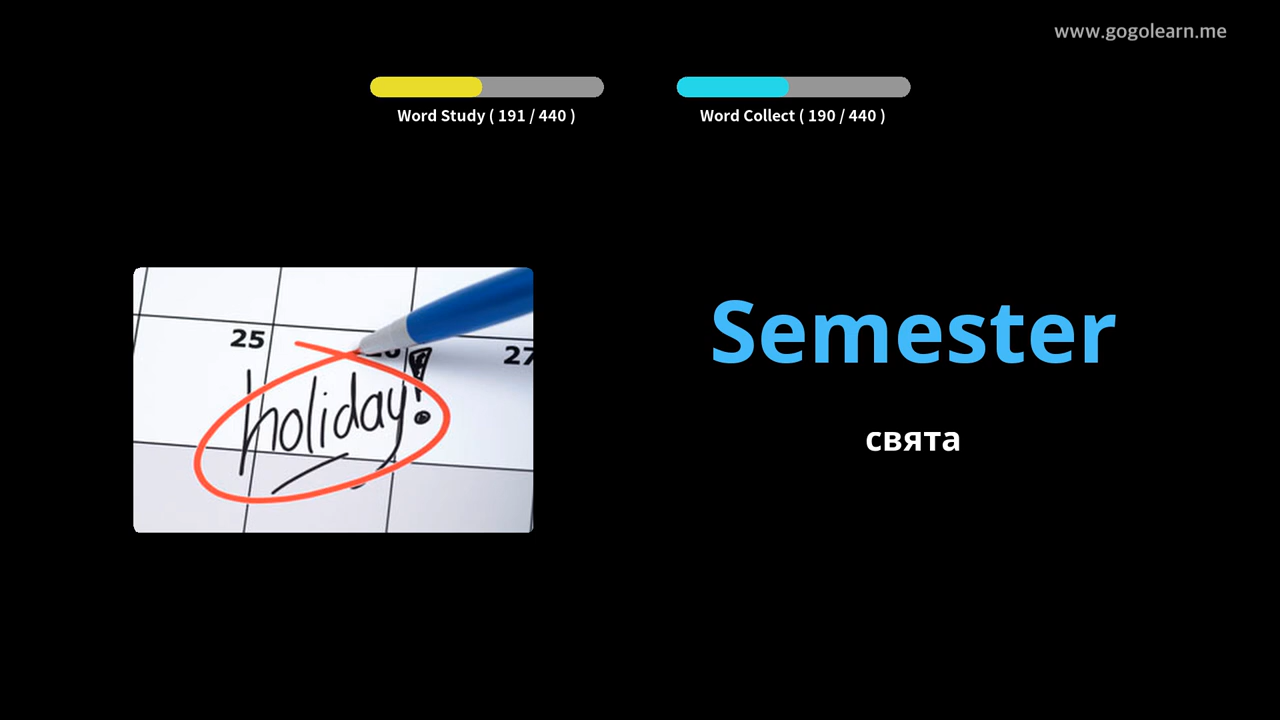 www.gogolearn.me
Word Study ( 191 / 440 )
Word Collect ( 190 / 440 )
25
27
holiday!
Semester
свята